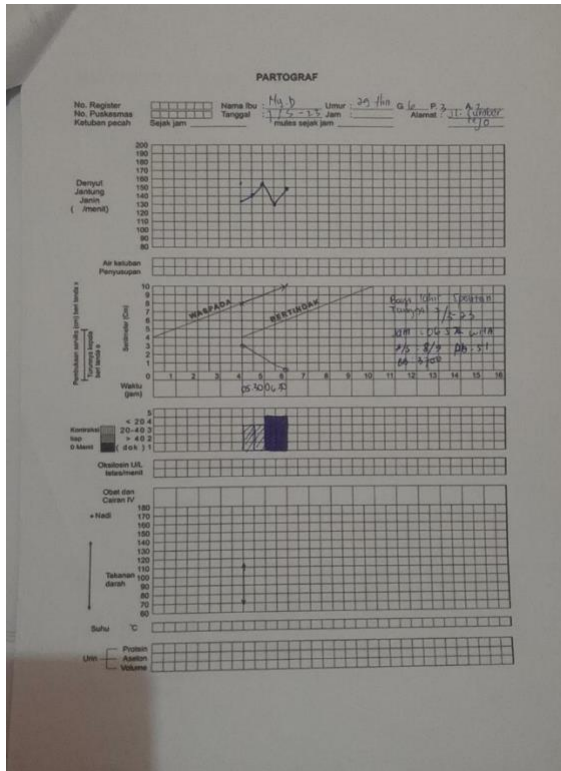 PARTOGRAF
No. Register Nama Ibu : Ny. D Umur : 29 thn G. 6 P. 3 A.
No. Puskesmas Tanggal : /5-23 Jam : Alamat : Jl.
Ketuban pecah Sejak jam mules sejak jam
200
190
180
170
160
150
140
130
120
110
100
90
80
Denyut
Jantung
Janin
( /menit)
Air ketuban
Penyusupan
Pembukaan serviks (cm) beri tanda x
Turunnya kepala
beri tanda o
Sentimeter (Cm)
10
9
8
7
6
5
4
3
2
1
0
WASPADA
BERTINDAK
Bayi lahir spontan
Tanggal /5-23
Jam
8/9 PB. 51
BB 3700
1 2 3 4 5 6 7 8 9 10 11 12 13 14 15 16
Waktu
(jam)
05.30 06.30
Kontraksi
tiap
0 Menit
< 20 4
20-40 3
> 40 2
( dok ) 1
5
Oksitosin U/L
tetes/menit
Obat dan
Cairan IV
• Nadi
180
170
160
150
140
130
120
110
100
90
80
70
60
Tekanan
darah
Suhu °C
Urin
Protein
Aseton
Volume